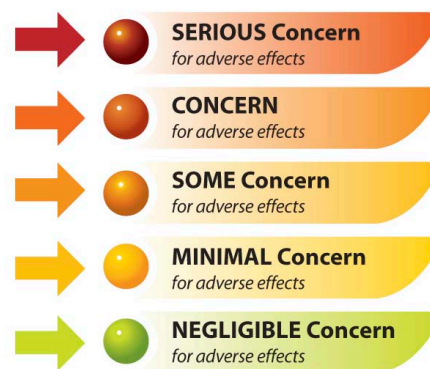 SERIOUS Concern
for adverse effects
CONCERN
for adverse effects
SOME Concern
for adverse effects
MINIMAL Concern
for adverse effects
NEGLIGIBLE Concern
for adverse effects